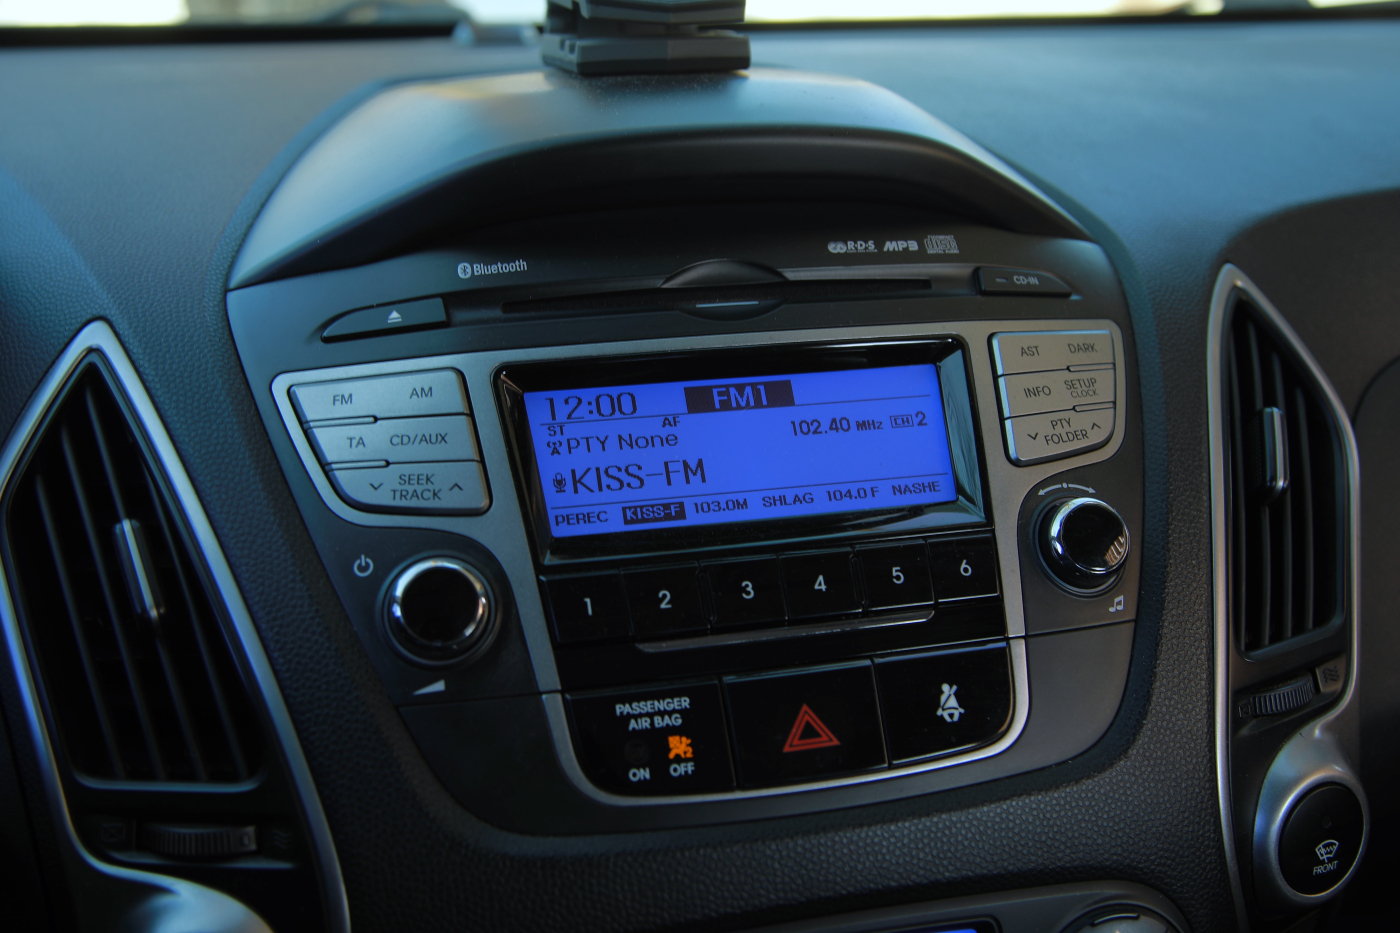 Bluetooth
R·D·S MP3 DISC
CD-IN
FM AM
TA CD/AUX
SEEK
TRACK
12:00 FM1
ST AF
PTY None 102.40 MHz CH 2
KISS-FM
PEREC KISS-F 103.0M SHLAG 104.0 F NASHE
AST DARK
INFO SETUP
CLOCK
PTY
FOLDER
1 2 3 4 5 6
PASSENGER
AIR BAG
ON OFF
FRONT